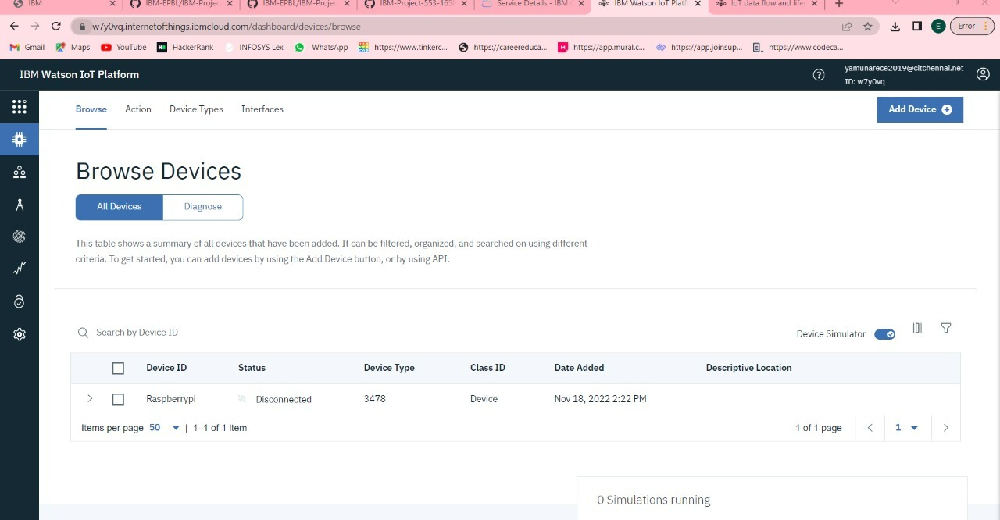 IBM
IBM-EPBL/IBM-Projec
IBM-EPBL/IBM-Projec
IBM-Project-553-1658
Service Details - IBM C
IBM Watson IoT Platfo
IoT data flow and life
w7y0vq.internetofthings.ibmcloud.com/dashboard/devices/browse
E
Error
Gmail
Maps
YouTube
HackerRank
INFOSYS Lex
WhatsApp
https://www.tinkerc...
https://careereduca...
https://app.mural.c...
https://app.joinsup...
https://www.codeca...
IBM Watson IoT Platform
yamunarece2019@citchennai.net
ID: w7y0vq
Browse
Action
Device Types
Interfaces
Add Device
Browse Devices
All Devices
Diagnose
This table shows a summary of all devices that have been added. It can be filtered, organized, and searched on using different
criteria. To get started, you can add devices by using the Add Device button, or by using API.
Search by Device ID
Device Simulator
Device ID Status Device Type Class ID Date Added Descriptive Location
Raspberrypi Disconnected 3478 Device Nov 18, 2022 2:22 PM
Items per page 50 | 1–1 of 1 item
1 of 1 page
1
0 Simulations running